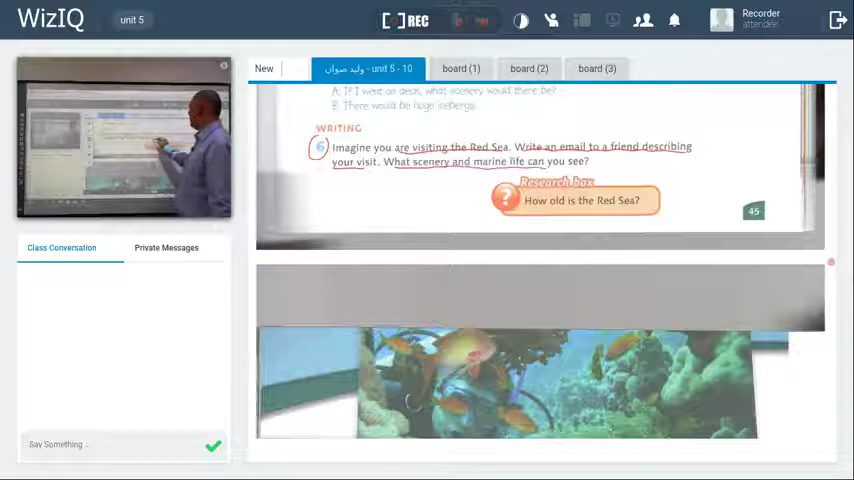 WizIQ
unit 5
REC
Recorder
attendee
New
وليد صوان - unit 5 - 10
board (1)
board (2)
board (3)
A: If I went on desk, what scenery would there be?
B: There would be huge icebergs.
WRITING
6 Imagine you are visiting the Red Sea. Write an email to a friend describing
your visit. What scenery and marine life can you see?
Research box
? How old is the Red Sea?
45
Class Conversation
Private Messages
Say Something ..